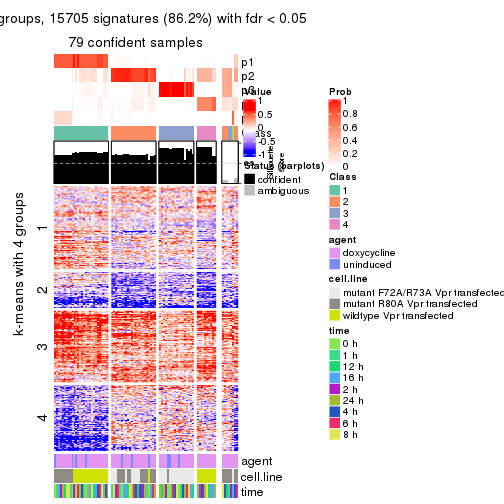 groups, 15705 signatures (86.2%) with fdr < 0.05
79 confident samples
p1
p2
value
1
0.5
0
-0.5
-1
Status (barplots)
confident
ambiguous
Prob
1
0.8
0.6
0.4
0.2
0
Class
1
2
3
4
agent
doxycycline
uninduced
cell.line
mutant F72A/R73A Vpr transfected
mutant R80A Vpr transfected
wildtype Vpr transfected
time
0 h
1 h
12 h
16 h
2 h
24 h
4 h
6 h
8 h
k-means with 4 groups
1
2
3
4
agent
cell.line
time